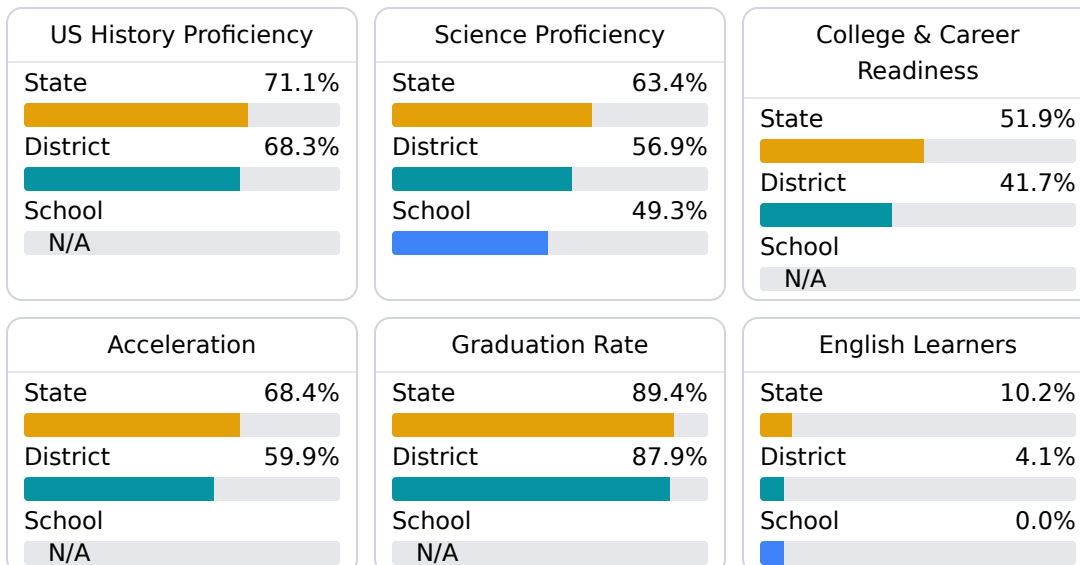 US History Proficiency
State 71.1%
District 68.3%
School
N/A
Science Proficiency
State 63.4%
District 56.9%
School 49.3%
College & Career
Readiness
State 51.9%
District 41.7%
School
N/A
Acceleration
State 68.4%
District 59.9%
School
N/A
Graduation Rate
State 89.4%
District 87.9%
School
N/A
English Learners
State 10.2%
District 4.1%
School 0.0%